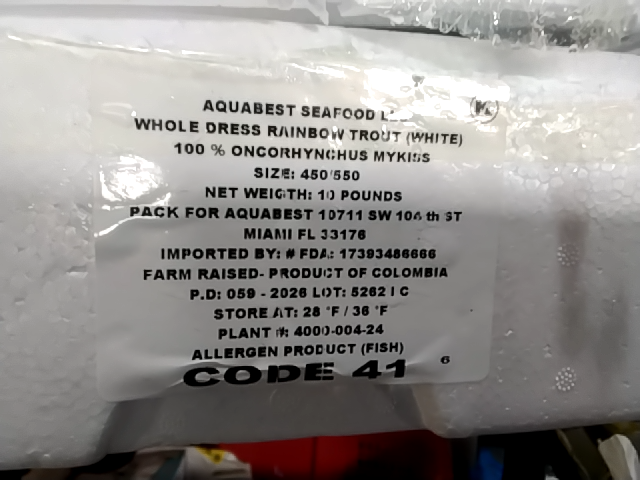 AQUABEST SEAFOOD
WHOLE DRESS RAINBOW TROUT (WHITE)
100 % ONCORHYNCHUS MYKISS
SIZE: 450/550
NET WEIGTH: 10 POUNDS
PACK FOR AQUABEST 10711 SW 104 th ST
MIAMI FL 33176
IMPORTED BY: # FDA: 17393486666
FARM RAISED- PRODUCT OF COLOMBIA
P.D: 059 - 2026 LOT: 5262 I C
STORE AT: 28 °F / 36 °F
PLANT #: 4000-004-24
ALLERGEN PRODUCT (FISH)
CODE 41 6